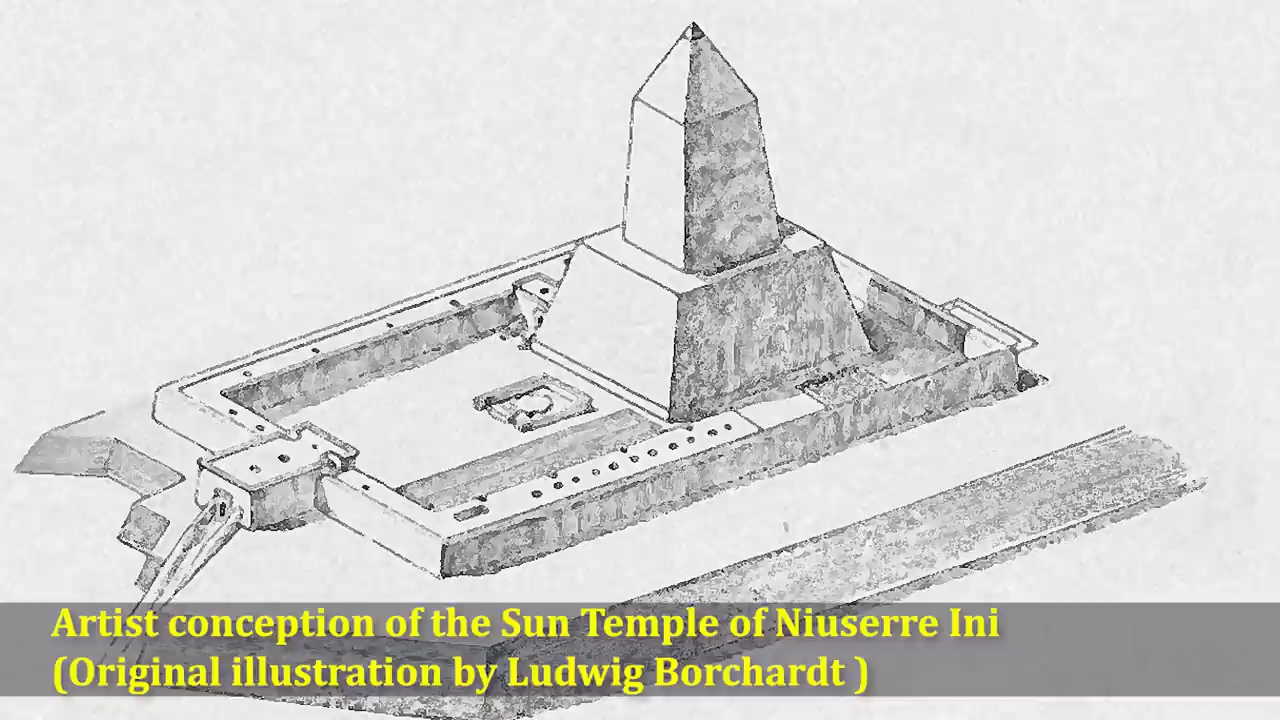 Artist conception of the Sun Temple of Niuserre Ini
(Original illustration by Ludwig Borchardt )